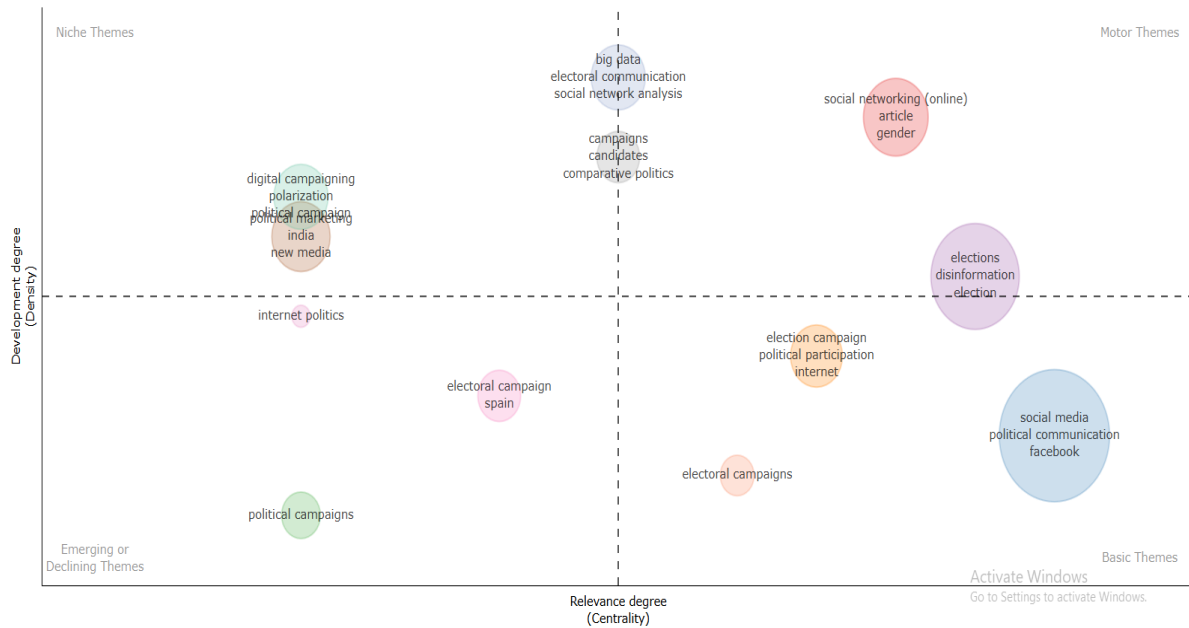 Niche Themes
Motor Themes
big data
electoral communication
social network analysis
social networking (online)
article
gender
campaigns
candidates
comparative politics
digital campaigning
polarization
political campaign
political marketing
india
new media
elections
disinformation
election
Development degree
(Density)
internet politics
election campaign
political participation
internet
electoral campaign
spain
social media
political communication
facebook
electoral campaigns
political campaigns
Emerging or
Declining Themes
Basic Themes
Activate Windows
Go to Settings to activate Windows.
Relevance degree
(Centrality)